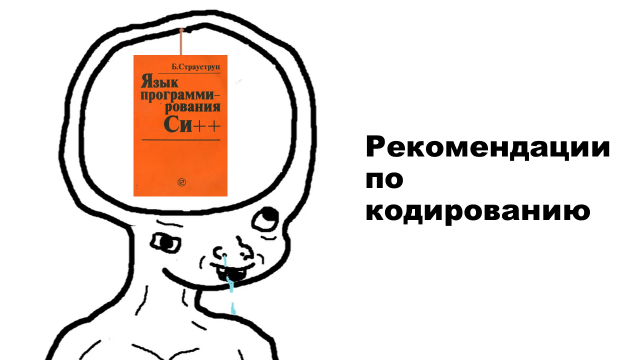 Б.Страуструп
Язык
программи-
рования
Си++
Рекомендации
по
кодированию